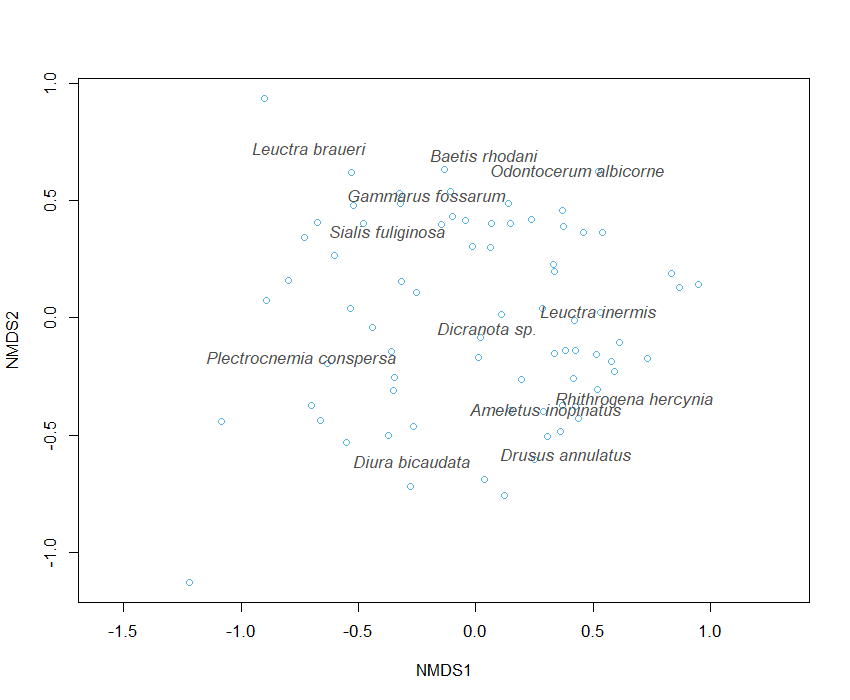 1.0
Leuctra braueri
Baetis rhodani
Odontocerum albicorne
0.5
Gammarus fossarum
Sialis fuliginosa
NMDS2
0.0
Leuctra inermis
Dicranota sp.
Plectrocnemia conspersa
Rhithrogena hercynia
Ameletus inopinatus
-0.5
Drusus annulatus
Diura bicaudata
-1.0
-1.5 -1.0 -0.5 0.0 0.5 1.0
NMDS1